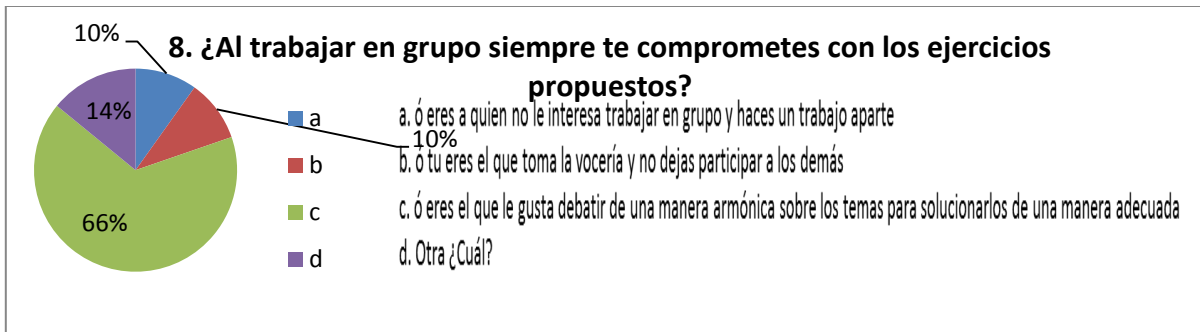 10%
8. ¿Al trabajar en grupo siempre te comprometes con los ejercicios
propuestos?
14%
66%
10%
a
a. ó eres a quien no le interesa trabajar en grupo y haces un trabajo aparte
b
b. ó tu eres el que toma la vocería y no dejas participar a los demás
c
c. ó eres el que le gusta debatir de una manera armónica sobre los temas para solucionarlos de una manera adecuada
d
d. Otra ¿Cuál?